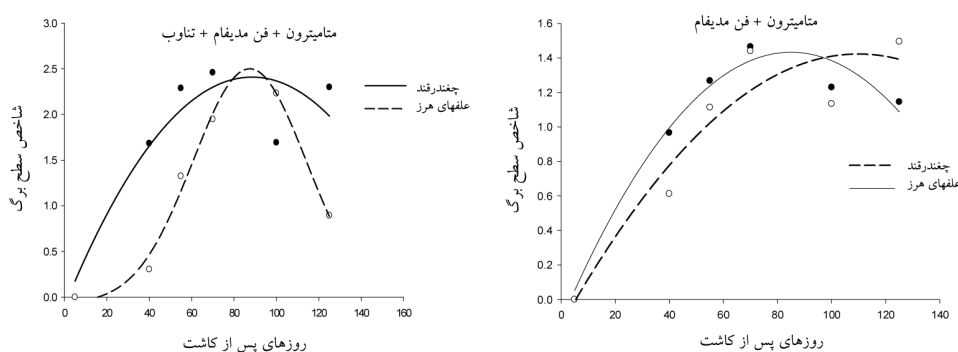 متامیترون + فن مدیفام + تناوب
3.0
2.5
2.0
1.5
1.0
0.5
0.0
شاخص سطح برگ
چغندرقند
علفهای هرز
0 20 40 60 80 100 120 140 160
روزهای پس از کاشت
متامیترون + فن مدیفام
1.6
1.4
1.2
1.0
0.8
0.6
0.4
0.2
0.0
شاخص سطح برگ
چغندرقند
علفهای هرز
0 20 40 60 80 100 120 140
روزهای پس از کاشت